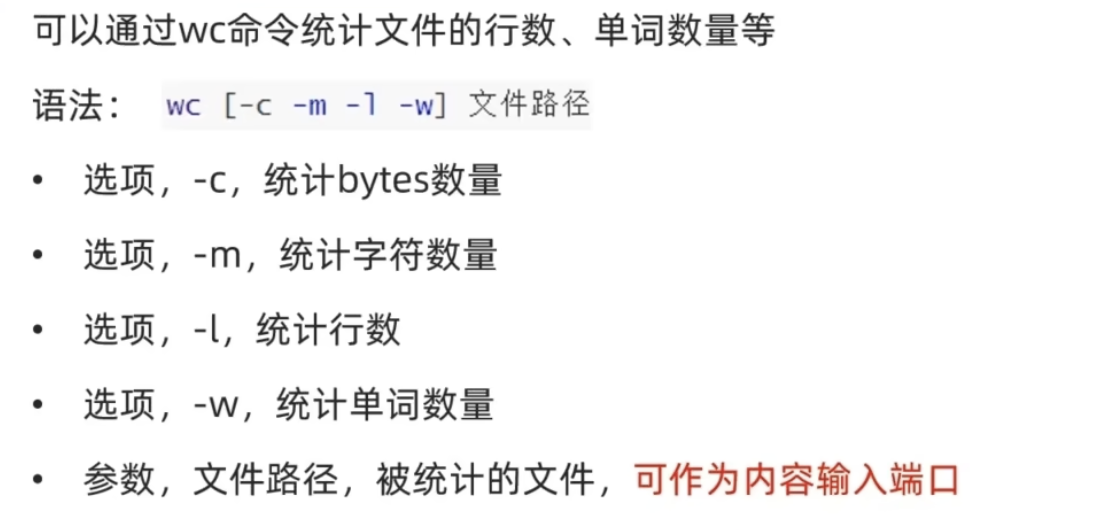 可以通过wc命令统计文件的行数、单词数量等
语法： wc [-c -m -l -w] 文件路径
• 选项，-c，统计bytes数量
• 选项，-m，统计字符数量
• 选项，-l，统计行数
• 选项，-w，统计单词数量
• 参数，文件路径，被统计的文件，可作为内容输入端口